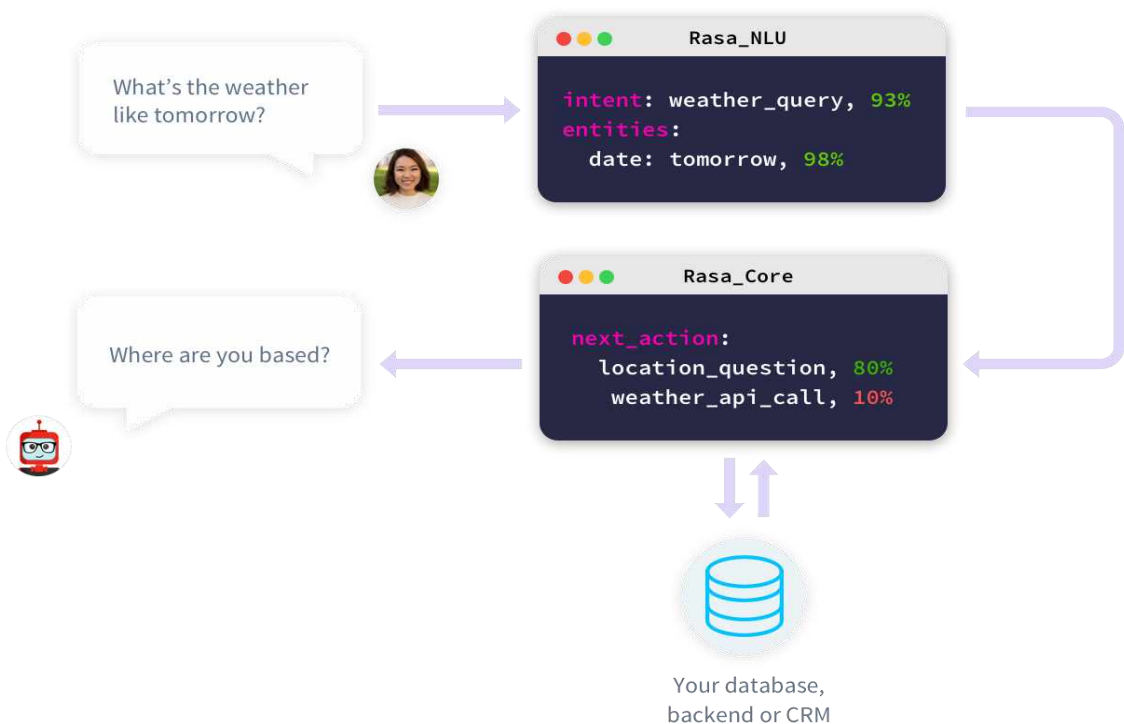 What’s the weather
like tomorrow?
Rasa_NLU
intent: weather_query, 93%
entities:
date: tomorrow, 98%
Rasa_Core
next_action:
location_question, 80%
weather_api_call, 10%
Where are you based?
Your database,
backend or CRM